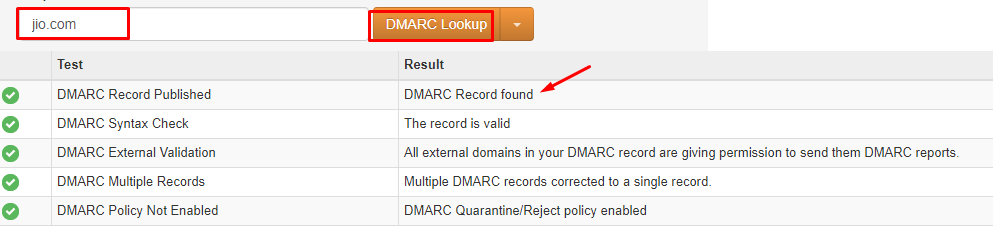 jio.com DMARC Lookup
Test Result
DMARC Record Published DMARC Record found
DMARC Syntax Check The record is valid
DMARC External Validation All external domains in your DMARC record are giving permission to send them DMARC reports.
DMARC Multiple Records Multiple DMARC records corrected to a single record.
DMARC Policy Not Enabled DMARC Quarantine/Reject policy enabled